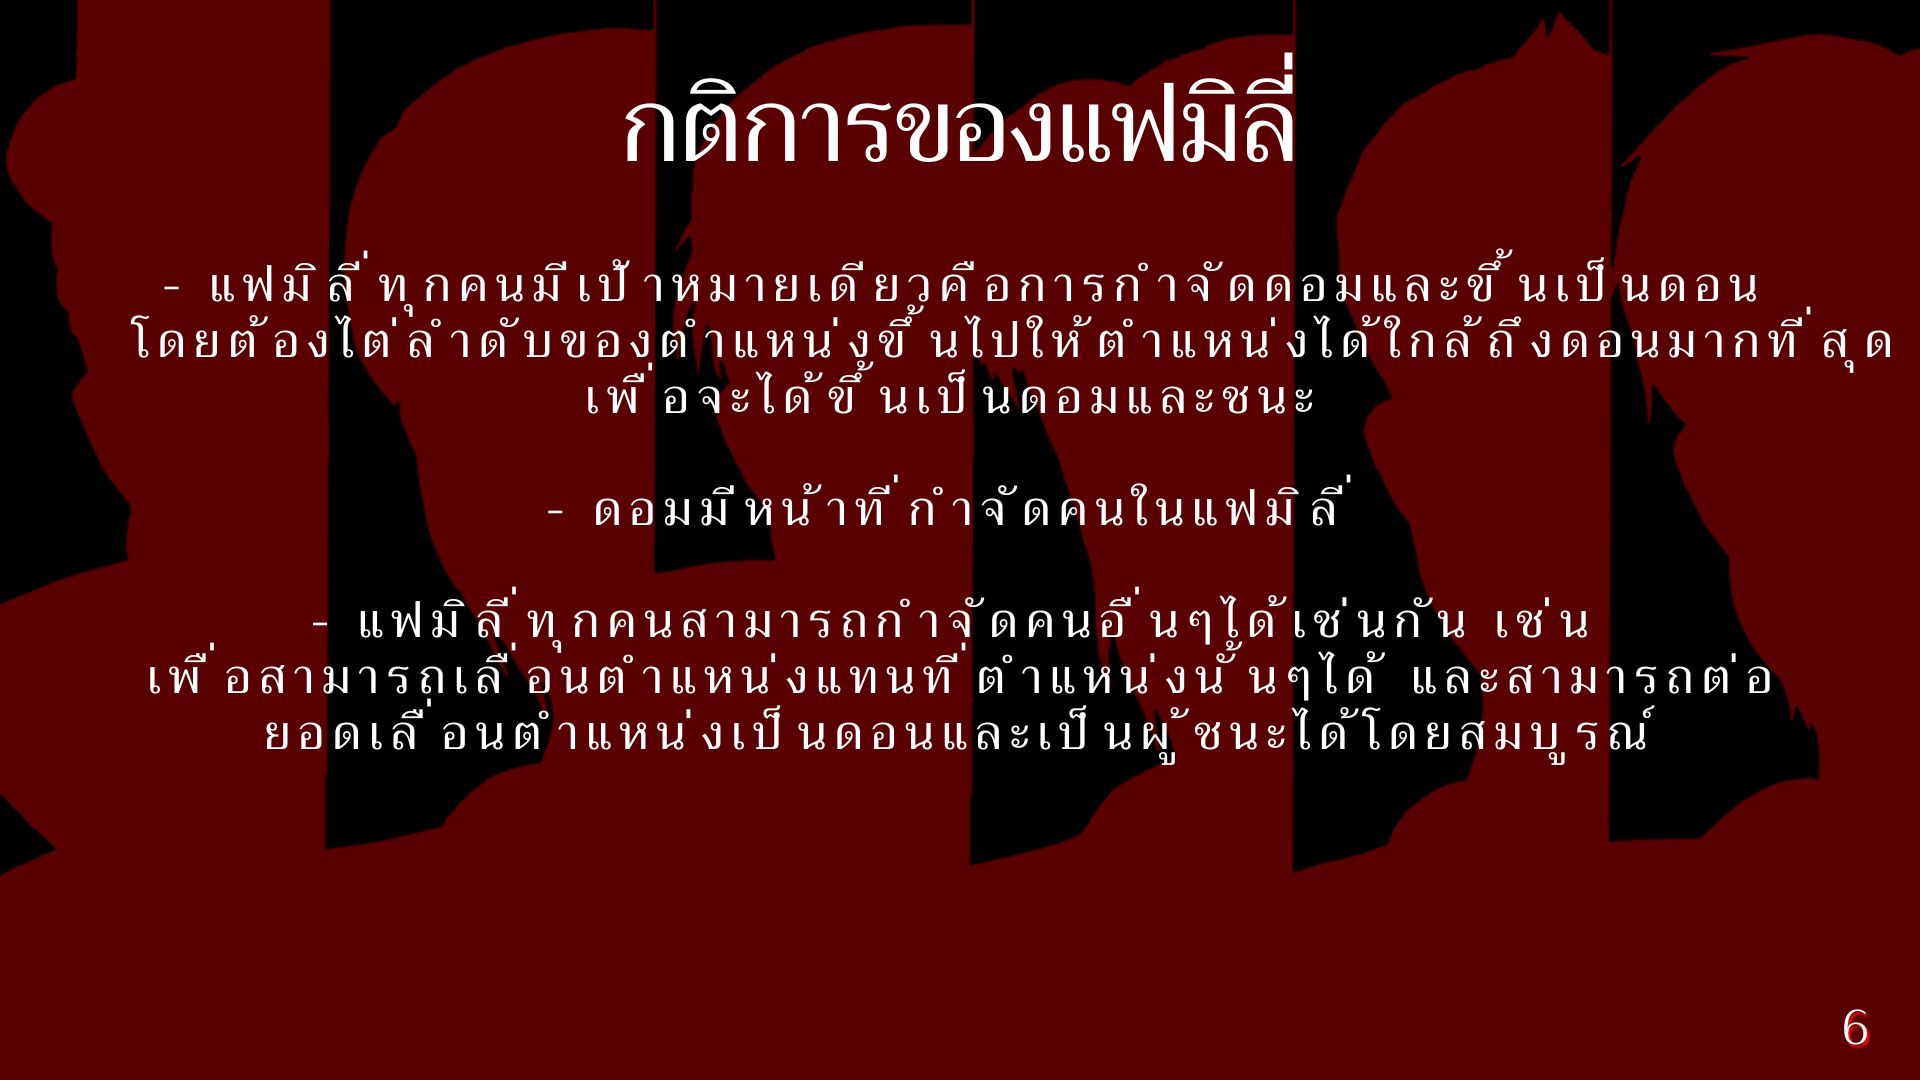 กติการของแฟมิลี่
- แฟมิลี่ทุกคนมีเป้าหมายเดียวคือการกำจัดดอมและขึ้นเป็นดอน
โดยต้องไต่ลำดับของตำแหน่งขึ้นไปให้ตำแหน่งได้ใกล้ถึงดอนมากที่สุด
เพื่อจะได้ขึ้นเป็นดอมและชนะ
- ดอมมีหน้าที่กำจัดคนในแฟมิลี่
- แฟมิลี่ทุกคนสามารถกำจัดคนอื่นๆได้เช่นกัน เช่น
เพื่อสามารถเลื่อนตำแหน่งแทนที่ตำแหน่งนั้นๆได้ และสามารถต่อ
ยอดเลื่อนตำแหน่งเป็นดอนและเป็นผู้ชนะได้โดยสมบูรณ์
6